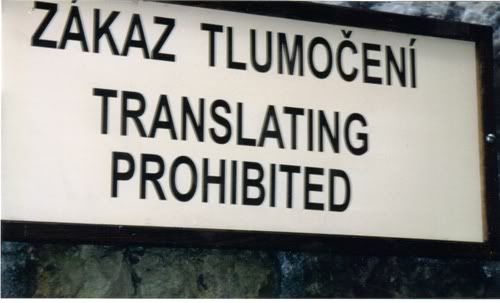 ZÁKAZ TLUMOČENÍ
TRANSLATING
PROHIBITED